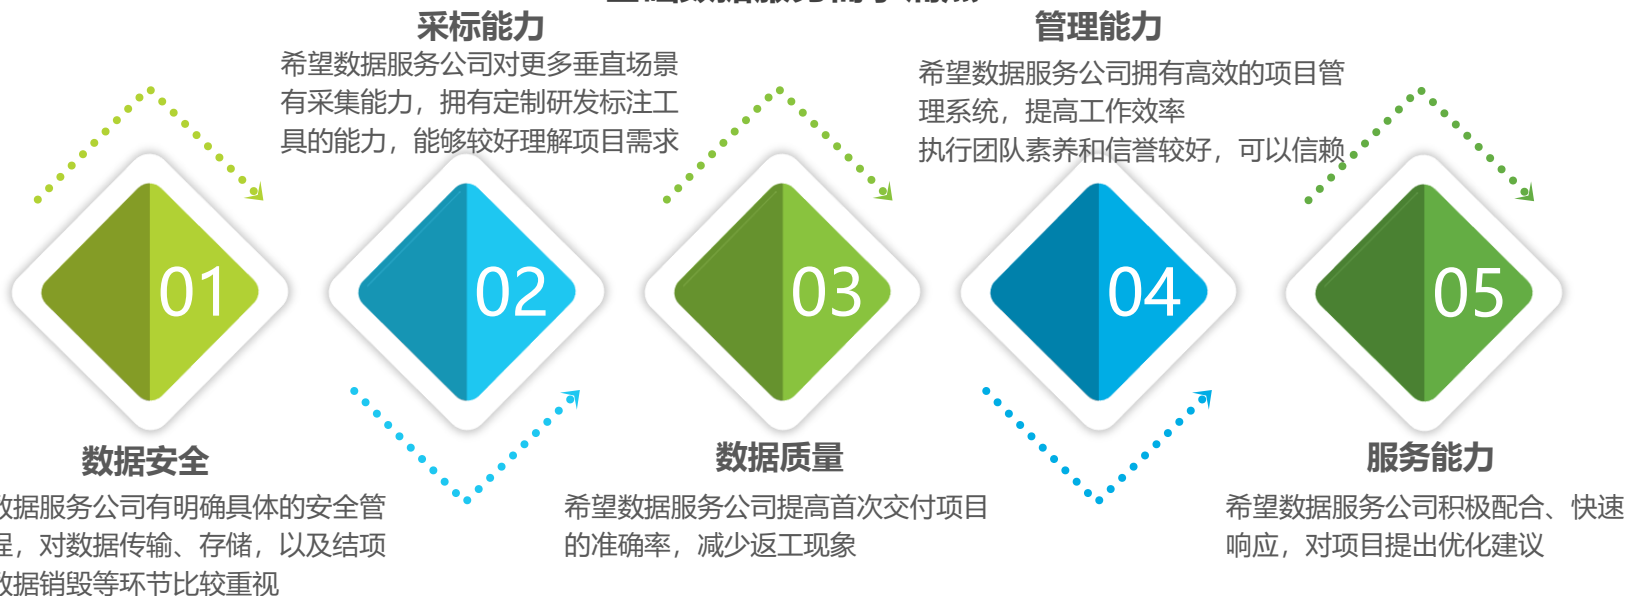 采标能力
希望数据服务公司对更多垂直场景
有采集能力，拥有定制研发标注工
具的能力，能够较好理解项目需求
管理能力
希望数据服务公司拥有高效的项目管
理系统，提高工作效率
执行团队素养和信誉较好，可以信赖
01
02
03
04
05
数据安全
数据服务公司有明确具体的安全管
程，对数据传输、存储，以及结项
数据销毁等环节比较重视
数据质量
希望数据服务公司提高首次交付项目
的准确率，减少返工现象
服务能力
希望数据服务公司积极配合、快速
响应，对项目提出优化建议